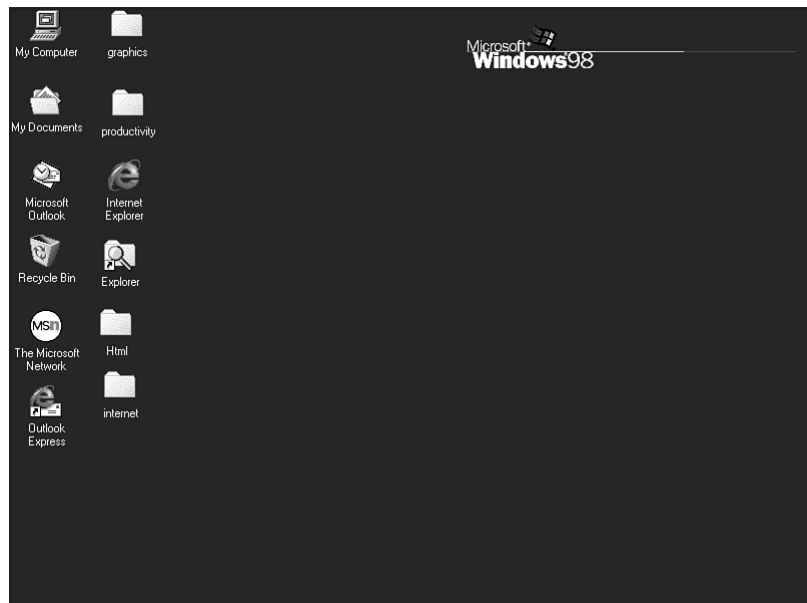 My Computer
graphics
Microsoft
Windows98
My Documents
productivity
Microsoft
Outlook
Internet
Explorer
Recycle Bin
Explorer
MSn
The Microsoft
Network
Html
internet
Outlook
Express